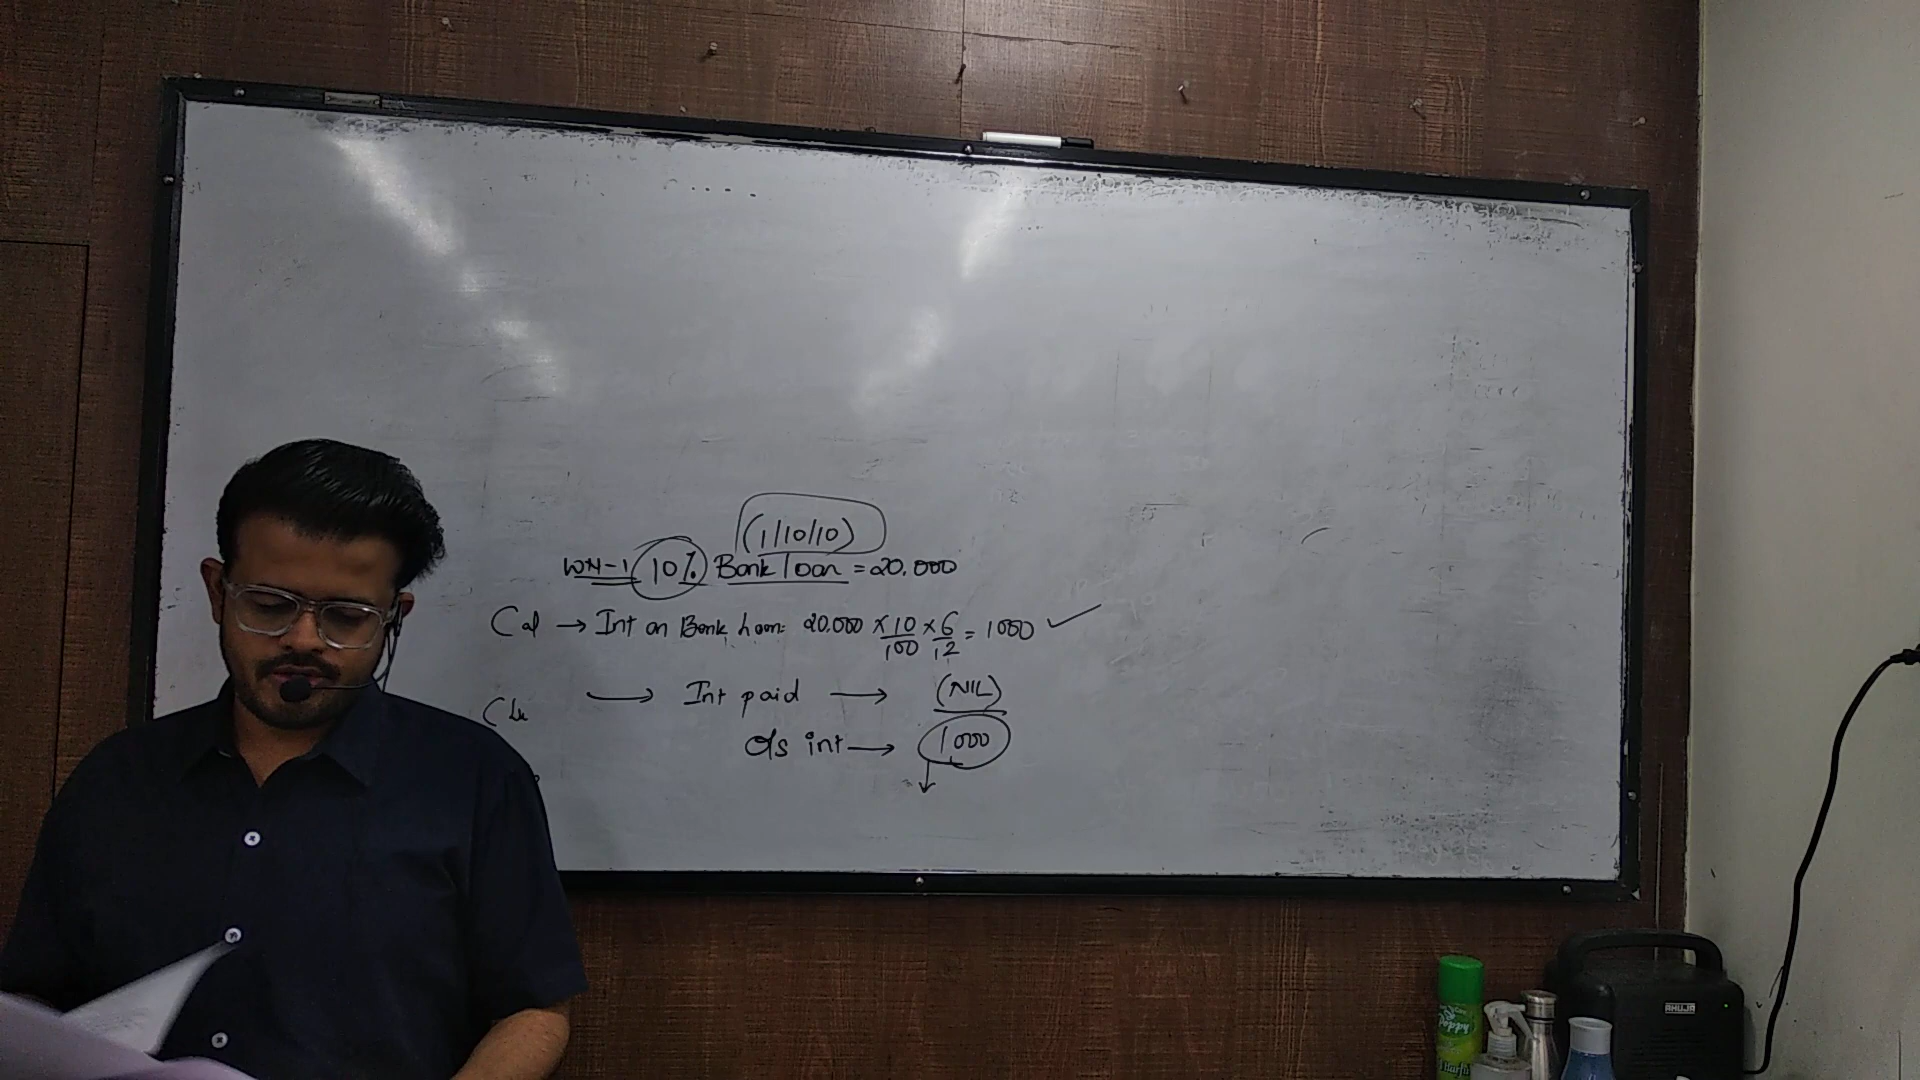 (1/10/10)
WN-1 10% Bank loan = 20,000
Cal → Int on Bank loan: 20,000 × 10/100 × 6/12 = 1000 ✓
→ Int paid → (NIL)
O/s int → 1000
AHUJA